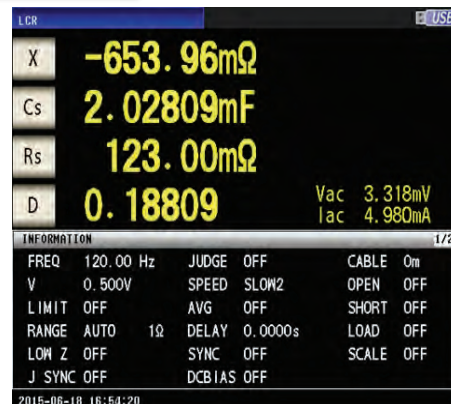 LCR USB
X -653.96mΩ
Cs 2.02809mF
Rs 123.00mΩ
D 0.18809
Vac 3.318mV
Iac 4.980mA
INFORMATION 1/2
FREQ 120.00 Hz JUDGE OFF CABLE 0m
V 0.500V SPEED SLOW2 OPEN OFF
LIMIT OFF AVG OFF SHORT OFF
RANGE AUTO 1Ω DELAY 0.0000s LOAD OFF
LOW Z OFF SYNC OFF SCALE OFF
J SYNC OFF DCBIAS OFF
2015-06-18 16:54:20